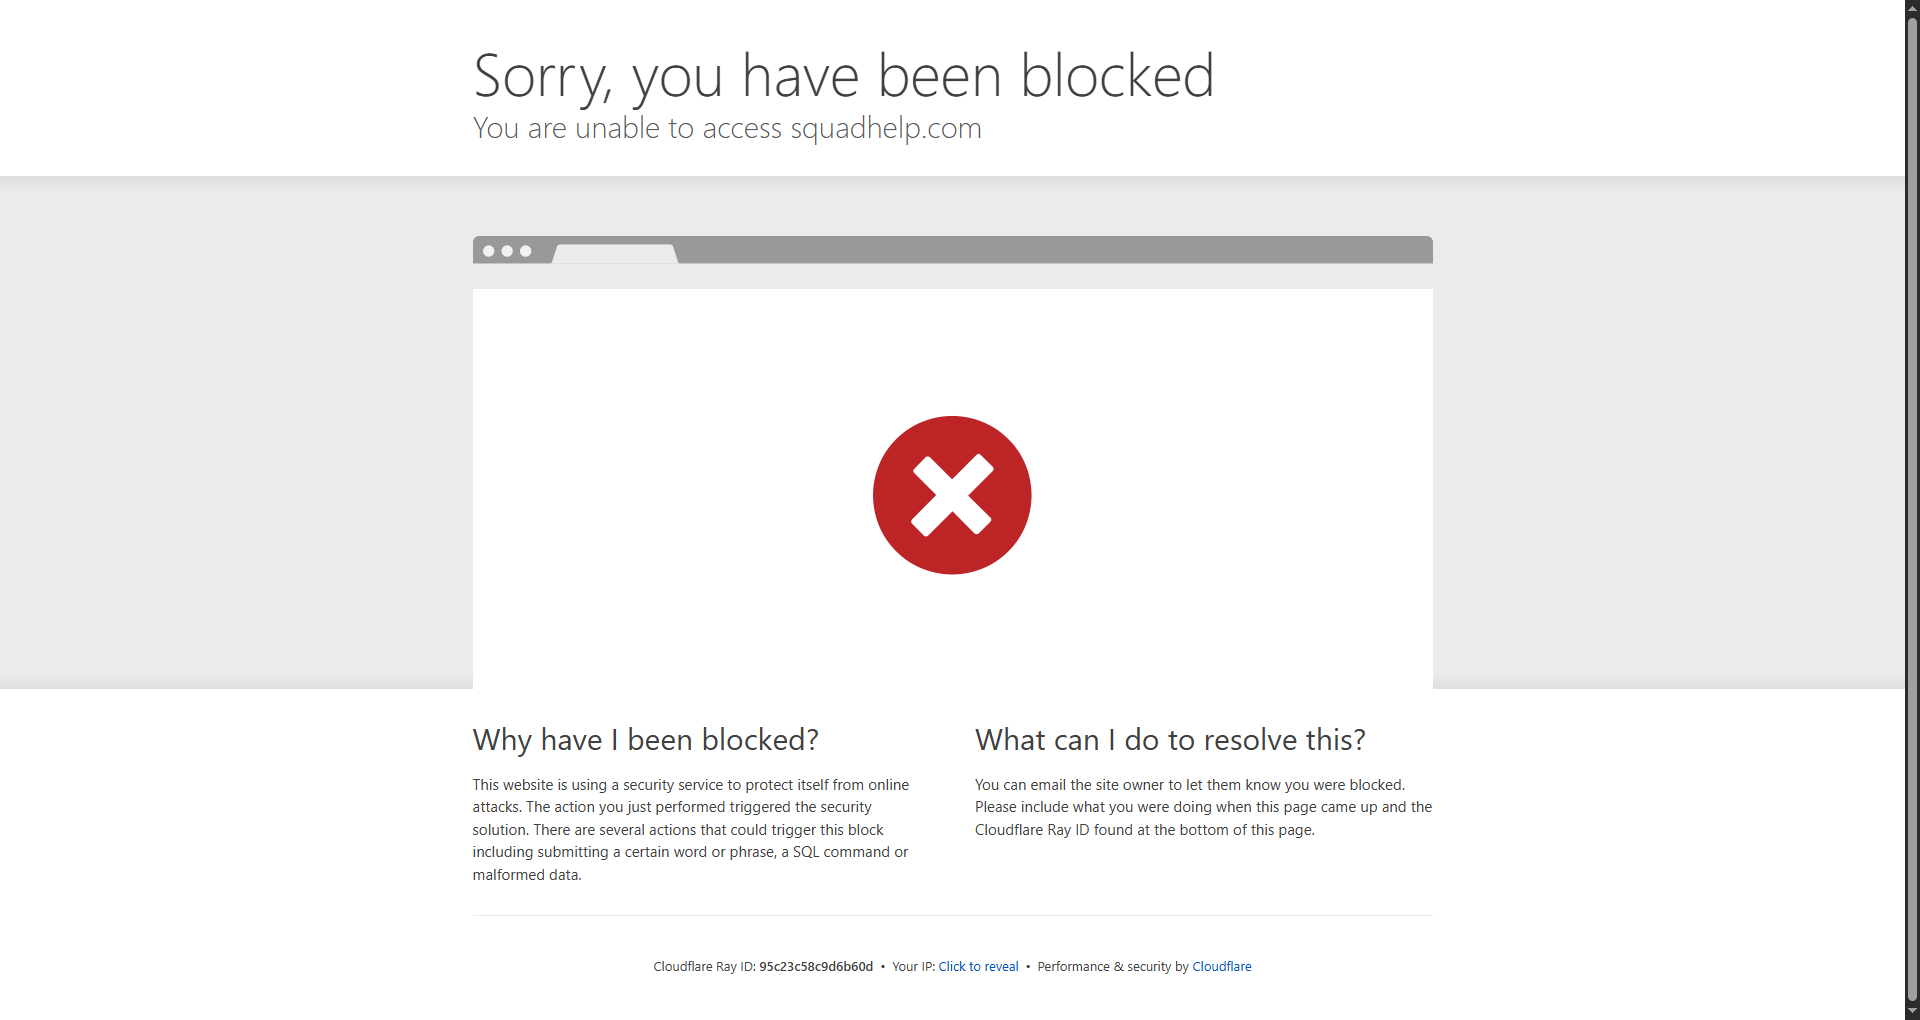 Sorry, you have been blocked
You are unable to access squadhelp.com
Why have I been blocked?
This website is using a security service to protect itself from online
attacks. The action you just performed triggered the security
solution. There are several actions that could trigger this block
including submitting a certain word or phrase, a SQL command or
malformed data.
What can I do to resolve this?
You can email the site owner to let them know you were blocked.
Please include what you were doing when this page came up and the
Cloudflare Ray ID found at the bottom of this page.
Cloudflare Ray ID: 95c23c58c9d6b60d • Your IP: Click to reveal • Performance & security by Cloudflare